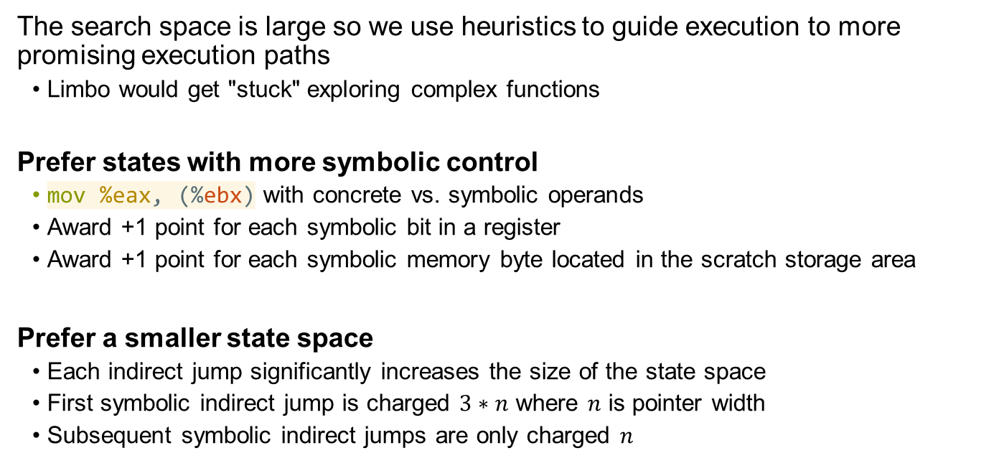 The search space is large so we use heuristics to guide execution to more
promising execution paths
• Limbo would get "stuck" exploring complex functions
Prefer states with more symbolic control
• mov %eax, (%ebx) with concrete vs. symbolic operands
• Award +1 point for each symbolic bit in a register
• Award +1 point for each symbolic memory byte located in the scratch storage area
Prefer a smaller state space
• Each indirect jump significantly increases the size of the state space
• First symbolic indirect jump is charged 3 ∗ n where n is pointer width
• Subsequent symbolic indirect jumps are only charged n